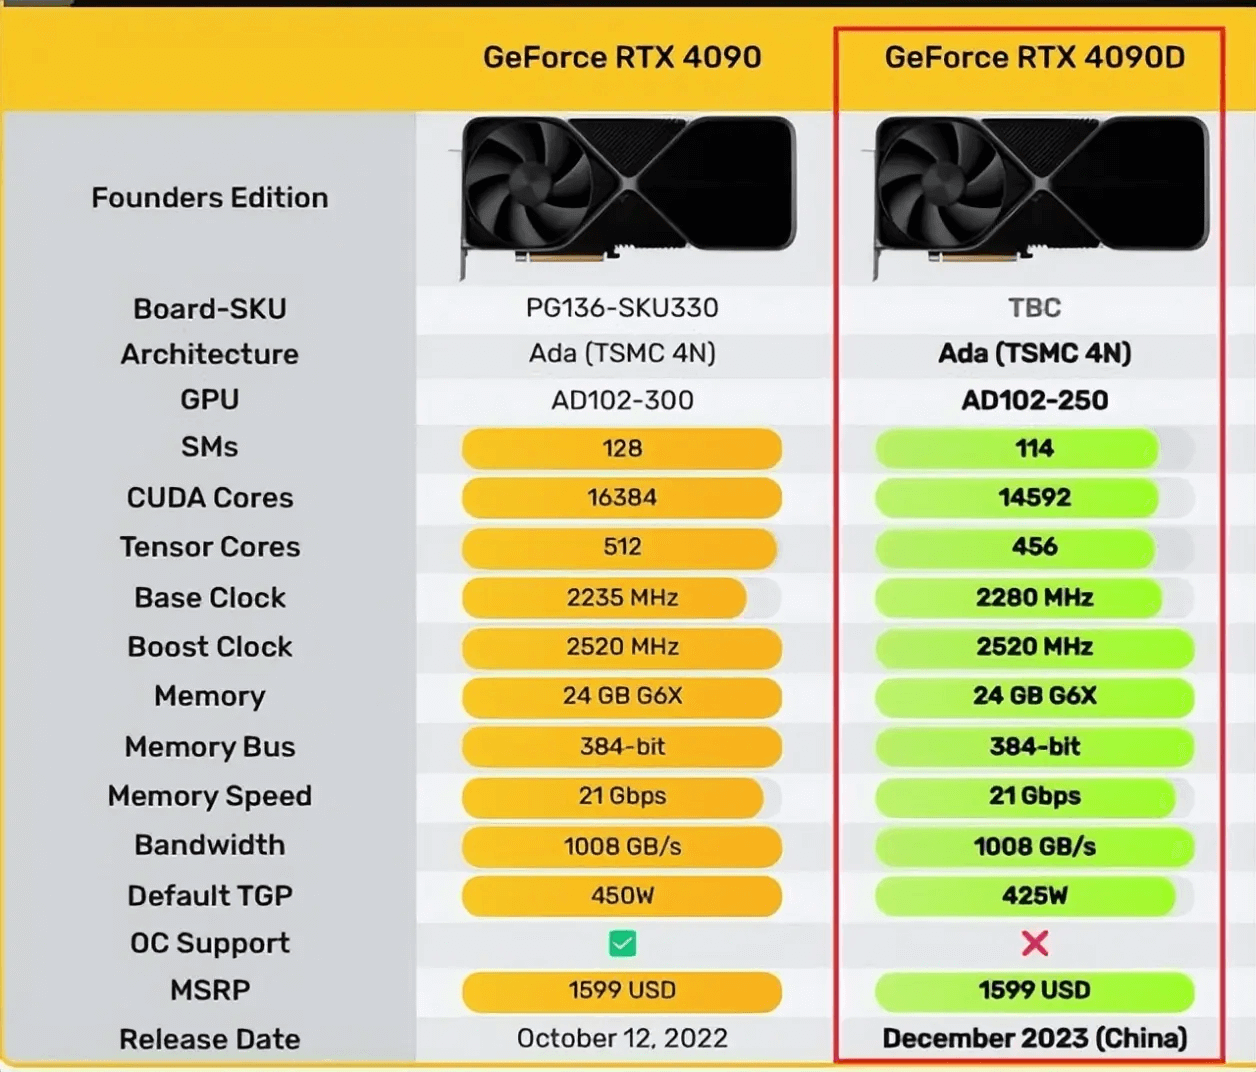 GeForce RTX 4090 GeForce RTX 4090D
Founders Edition
Board-SKU PG136-SKU330 TBC
Architecture Ada (TSMC 4N) Ada (TSMC 4N)
GPU AD102-300 AD102-250
SMs 128 114
CUDA Cores 16384 14592
Tensor Cores 512 456
Base Clock 2235 MHz 2280 MHz
Boost Clock 2520 MHz 2520 MHz
Memory 24 GB G6X 24 GB G6X
Memory Bus 384-bit 384-bit
Memory Speed 21 Gbps 21 Gbps
Bandwidth 1008 GB/s 1008 GB/s
Default TGP 450W 425W
OC Support
MSRP 1599 USD 1599 USD
Release Date October 12, 2022 December 2023 (China)